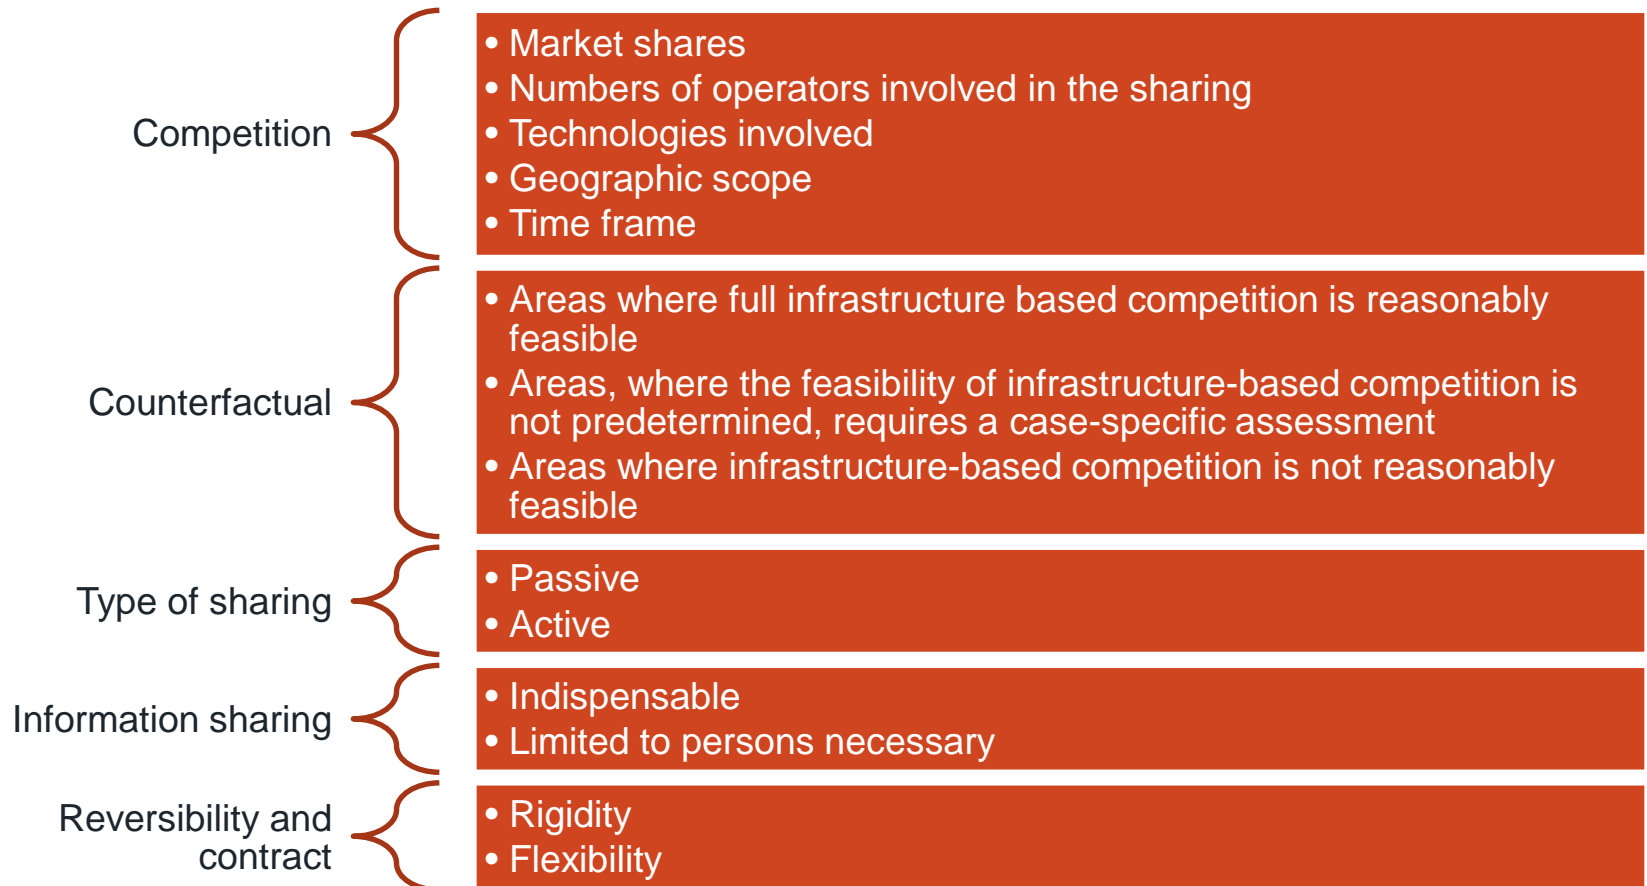 Competition
• Market shares
• Numbers of operators involved in the sharing
• Technologies involved
• Geographic scope
• Time frame
Counterfactual
• Areas where full infrastructure based competition is reasonably
feasible
• Areas, where the feasibility of infrastructure-based competition is
not predetermined, requires a case-specific assessment
• Areas where infrastructure-based competition is not reasonably
feasible
Type of sharing
• Passive
• Active
Information sharing
• Indispensable
• Limited to persons necessary
Reversibility and
contract
• Rigidity
• Flexibility